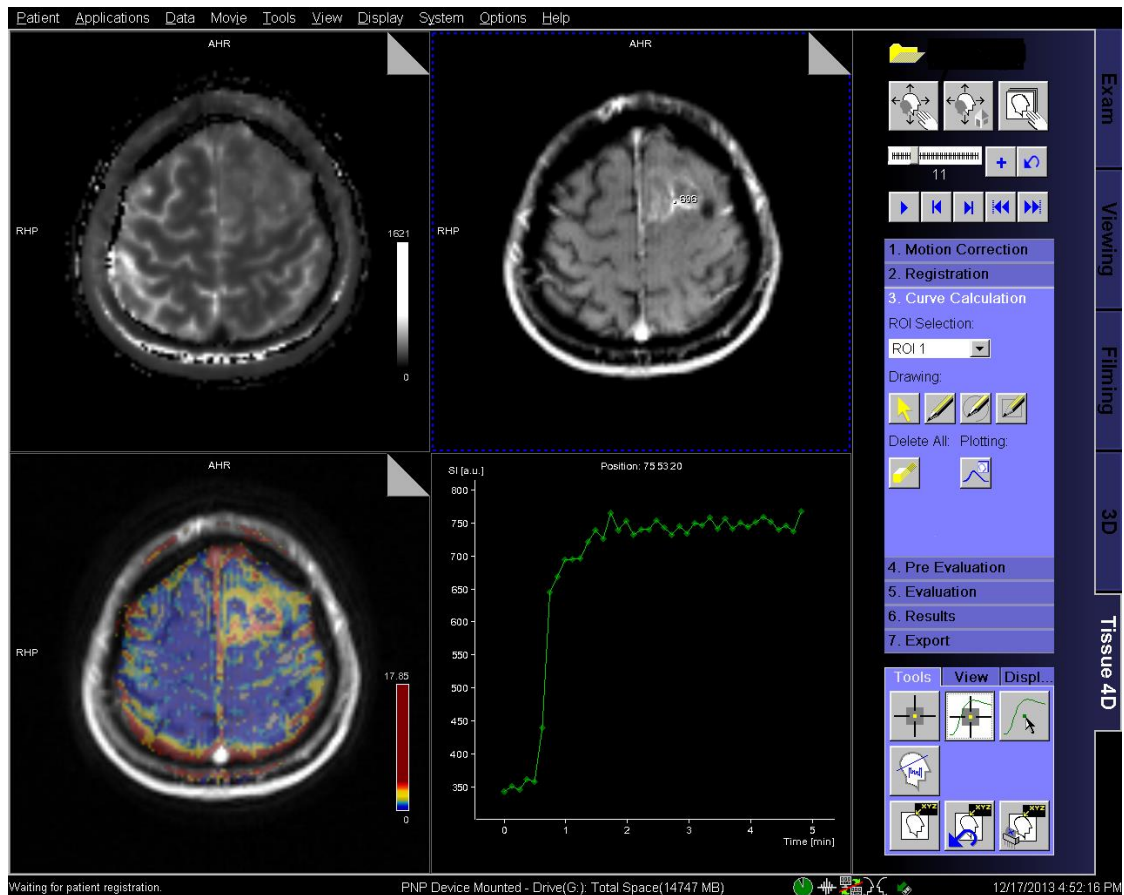 Patient Applications Data Movie Tools View Display System Options Help
AHR
RHP
1621
0
AHR
RHP
696
AHR
RHP
17.85
0
SI [a.u.]
Position: 75 53 20
800
750
700
650
600
550
500
450
400
350
0 1 2 3 4 5
Time [min]
11
1. Motion Correction
2. Registration
3. Curve Calculation
ROI Selection:
ROI 1
Drawing:
Delete All: Plotting:
4. Pre Evaluation
5. Evaluation
6. Results
7. Export
Tools View Displ...
XYZ XYZ XYZ
Exam
Viewing
Filming
3D
Tissue 4D
Waiting for patient registration.
PNP Device Mounted - Drive(G:): Total Space(14747 MB)
12/17/2013 4:52:16 PM